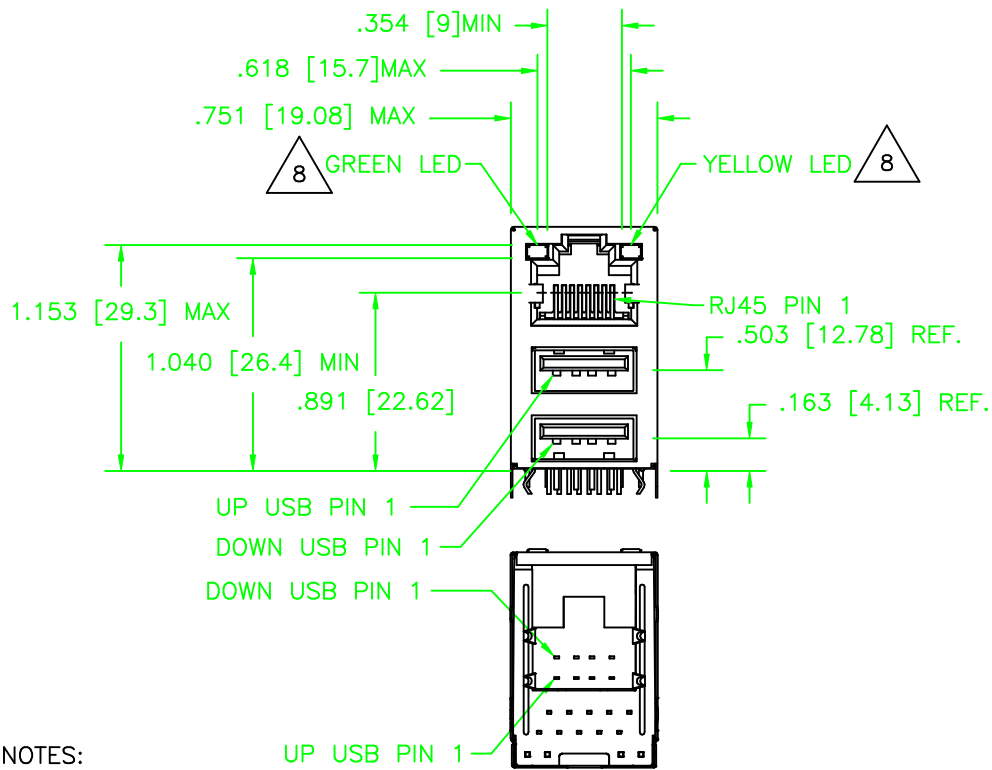 .354 [9]MIN
.618 [15.7]MAX
.751 [19.08] MAX
8 GREEN LED
YELLOW LED 8
1.153 [29.3] MAX
RJ45 PIN 1
.503 [12.78] REF.
1.040 [26.4] MIN
.891 [22.62]
.163 [4.13] REF.
UP USB PIN 1
DOWN USB PIN 1
DOWN USB PIN 1
NOTES:
UP USB PIN 1